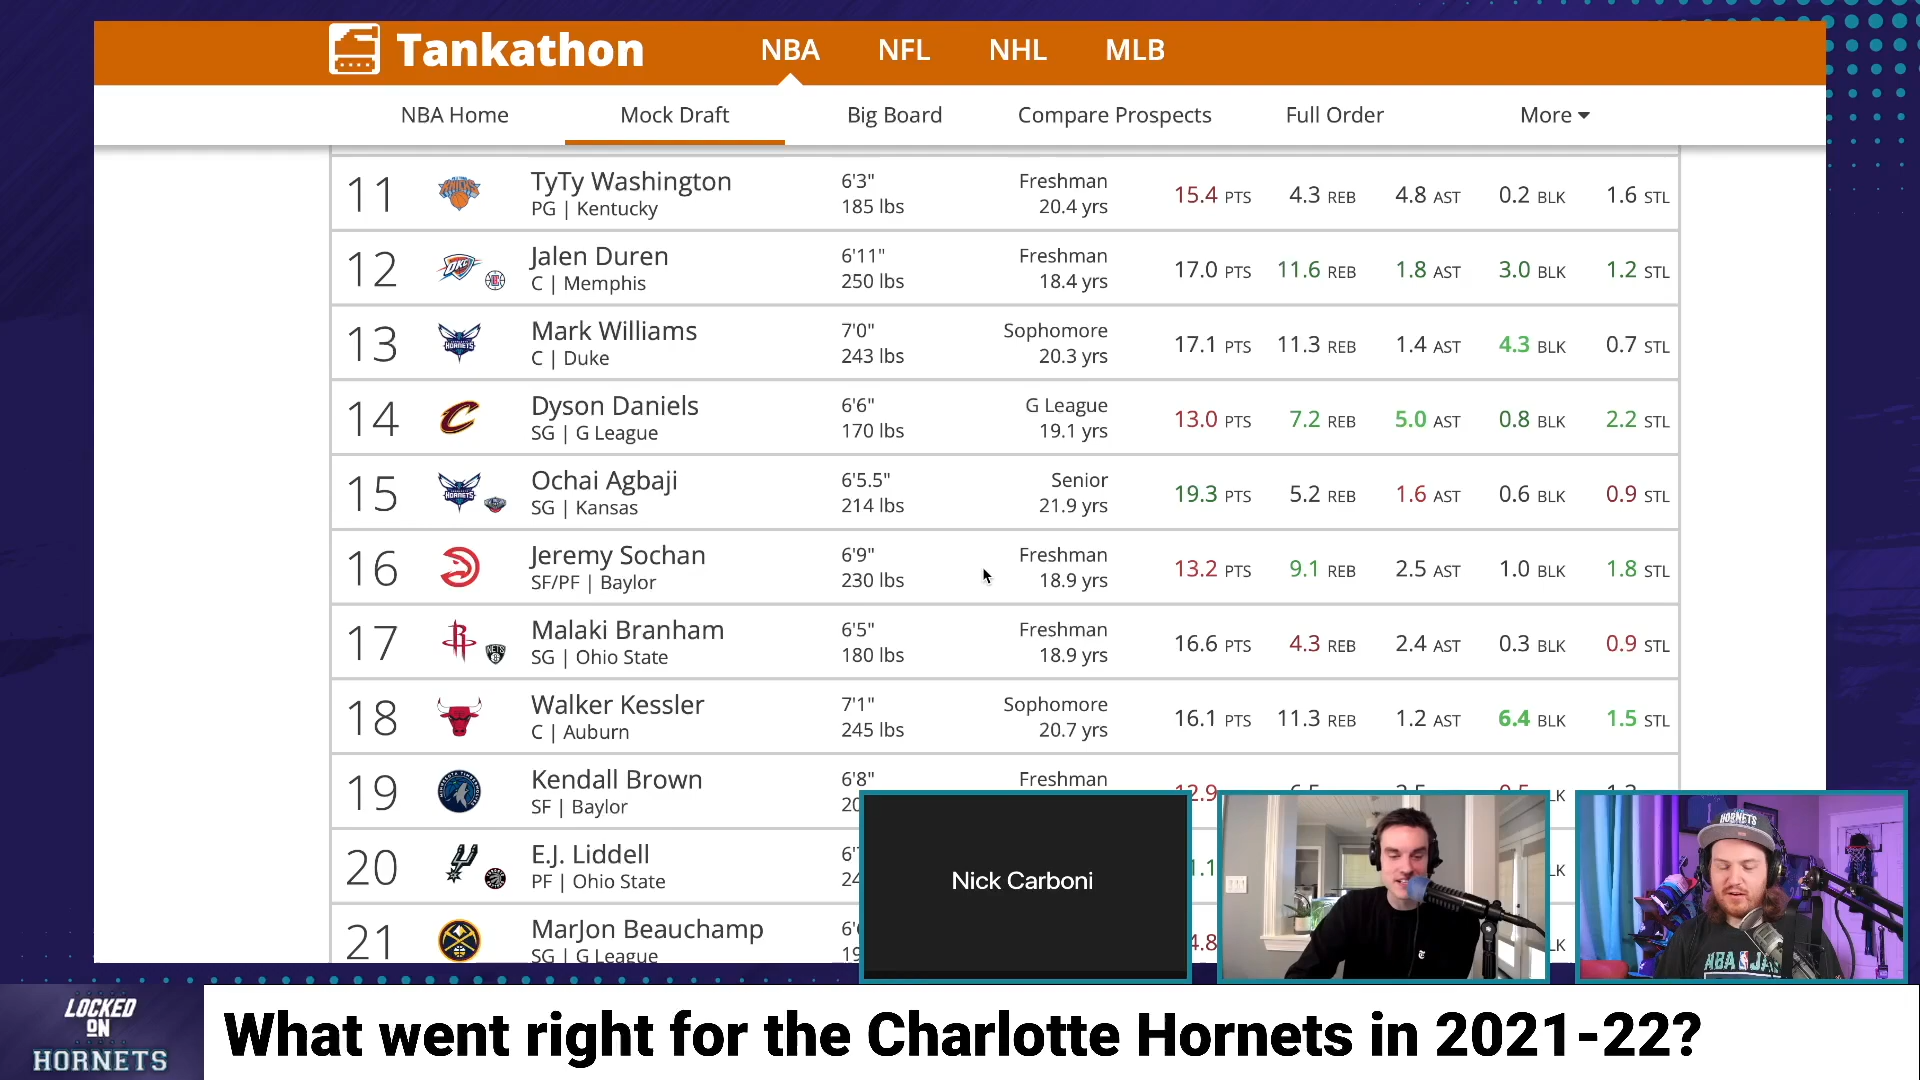 Tankathon NBA NFL NHL MLB
NBA Home Mock Draft Big Board Compare Prospects Full Order More
11 TyTy Washington 6'3" Freshman 15.4 PTS 4.3 REB 4.8 AST 0.2 BLK 1.6 STL
PG | Kentucky 185 lbs 20.4 yrs
12 Jalen Duren 6'11" Freshman 17.0 PTS 11.6 REB 1.8 AST 3.0 BLK 1.2 STL
C | Memphis 250 lbs 18.4 yrs
13 Mark Williams 7'0" Sophomore 17.1 PTS 11.3 REB 1.4 AST 4.3 BLK 0.7 STL
C | Duke 243 lbs 20.3 yrs
14 Dyson Daniels 6'6" G League 13.0 PTS 7.2 REB 5.0 AST 0.8 BLK 2.2 STL
SG | G League 170 lbs 19.1 yrs
15 Ochai Agbaji 6'5.5" Senior 19.3 PTS 5.2 REB 1.6 AST 0.6 BLK 0.9 STL
SG | Kansas 214 lbs 21.9 yrs
16 Jeremy Sochan 6'9" Freshman 13.2 PTS 9.1 REB 2.5 AST 1.0 BLK 1.8 STL
SF/PF | Baylor 230 lbs 18.9 yrs
17 Malaki Branham 6'5" Freshman 16.6 PTS 4.3 REB 2.4 AST 0.3 BLK 0.9 STL
SG | Ohio State 180 lbs 18.9 yrs
18 Walker Kessler 7'1" Sophomore 16.1 PTS 11.3 REB 1.2 AST 6.4 BLK 1.5 STL
C | Auburn 245 lbs 20.7 yrs
19 Kendall Brown 6'8" Freshman
SF | Baylor
20 E.J. Liddell
PF | Ohio State
21 MarJon Beauchamp
SG | G League
Nick Carboni
HORNETS
LOCKED
ON
HORNETS
What went right for the Charlotte Hornets in 2021-22?